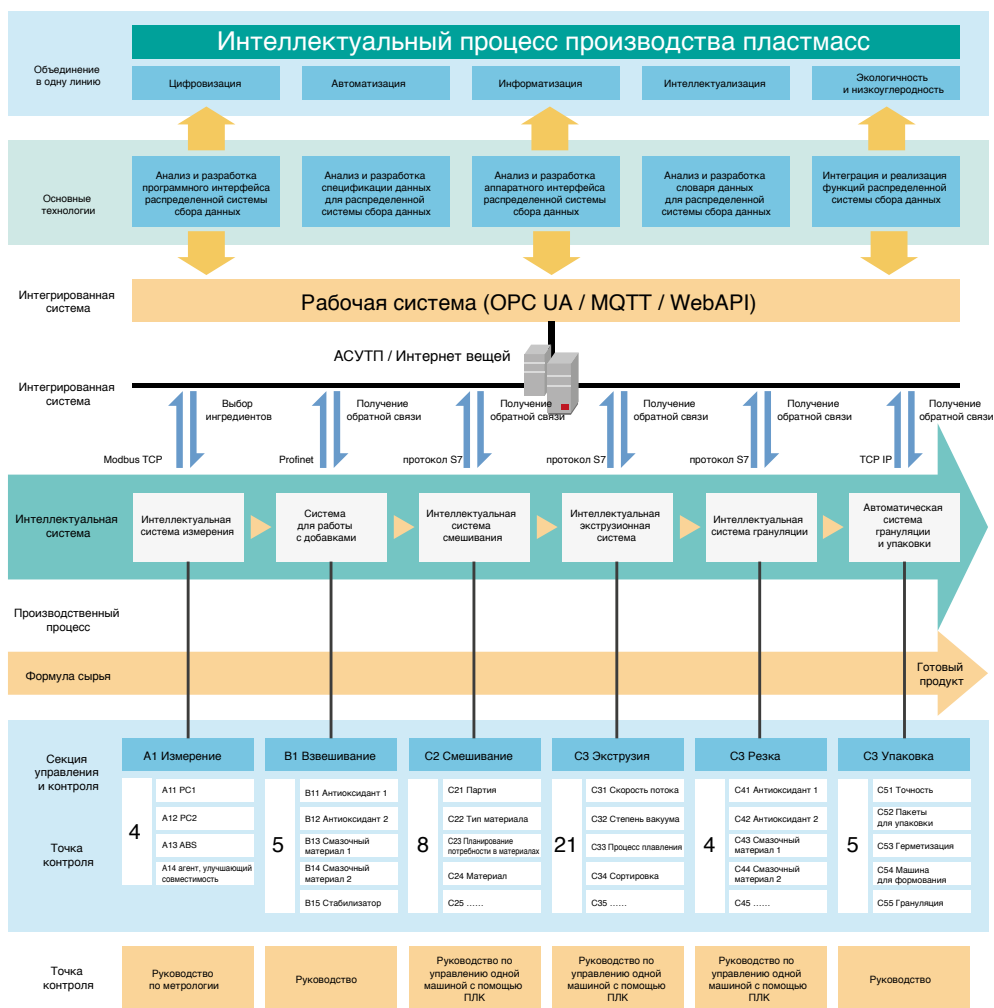 Интеллектуальный процесс производства пластмасс
Объединение
в одну линию
Цифровизация
Автоматизация
Информатизация
Интеллектуализация
Экологичность
и низкоуглеродность
Основные
технологии
Анализ и разработка
программного интерфейса
распределенной системы
сбора данных
Анализ и разработка
спецификации данных
для распределенной
системы сбора данных
Анализ и разработка
аппаратного интерфейса
распределенной системы
сбора данных
Анализ и разработка
словаря данных
для распределенной
системы сбора данных
Интеграция и реализация
функций распределенной
системы сбора данных
Интегрированная
система
Рабочая система (OPC UA / MQTT / WebAPI)
АСУТП / Интернет вещей
Интегрированная
система
Выбор
ингредиентов
Получение
обратной связи
Получение
обратной связи
Получение
обратной связи
Получение
обратной связи
Получение
обратной связи
Modbus TCP
Profinet
протокол S7
протокол S7
протокол S7
TCP IP
Интеллектуальная
система
Интеллектуальная
система измерения
Система
для работы
с добавками
Интеллектуальная
система
смешивания
Интеллектуальная
экструзионная
система
Интеллектуальная
система грануляции
Автоматическая
система
грануляции
и упаковки
Производственный
процесс
Формула сырья
Готовый
продукт
Секция
управления
и контроля
Точка
контроля
A1 Измерение
4
A11 PC1
A12 PC2
A13 ABS
A14 агент, улучшающий
совместимость
B1 Взвешивание
5
B11 Антиоксидант 1
B12 Антиоксидант 2
B13 Смазочный
материал 1
B14 Смазочный
материал 2
B15 Стабилизатор
C2 Смешивание
8
C21 Партия
C22 Тип материала
C23 Планирование
потребности в материалах
C24 Материал
C25 ......
C3 Экструзия
21
C31 Скорость потока
C32 Степень вакуума
C33 Процесс плавления
C34 Сортировка
C35 ......
C3 Резка
4
C41 Антиоксидант 1
C42 Антиоксидант 2
C43 Смазочный
материал 1
C44 Смазочный
материал 2
C45 ......
C3 Упаковка
5
C51 Точность
C52 Пакеты
для упаковки
C53 Герметизация
C54 Машина
для формования
C55 Грануляция
Точка
контроля
Руководство
по метрологии
Руководство
Руководство по
управлению одной
машиной с помощью
ПЛК
Руководство по
управлению одной
машиной с помощью
ПЛК
Руководство по
управлению одной
машиной с помощью
ПЛК
Руководство